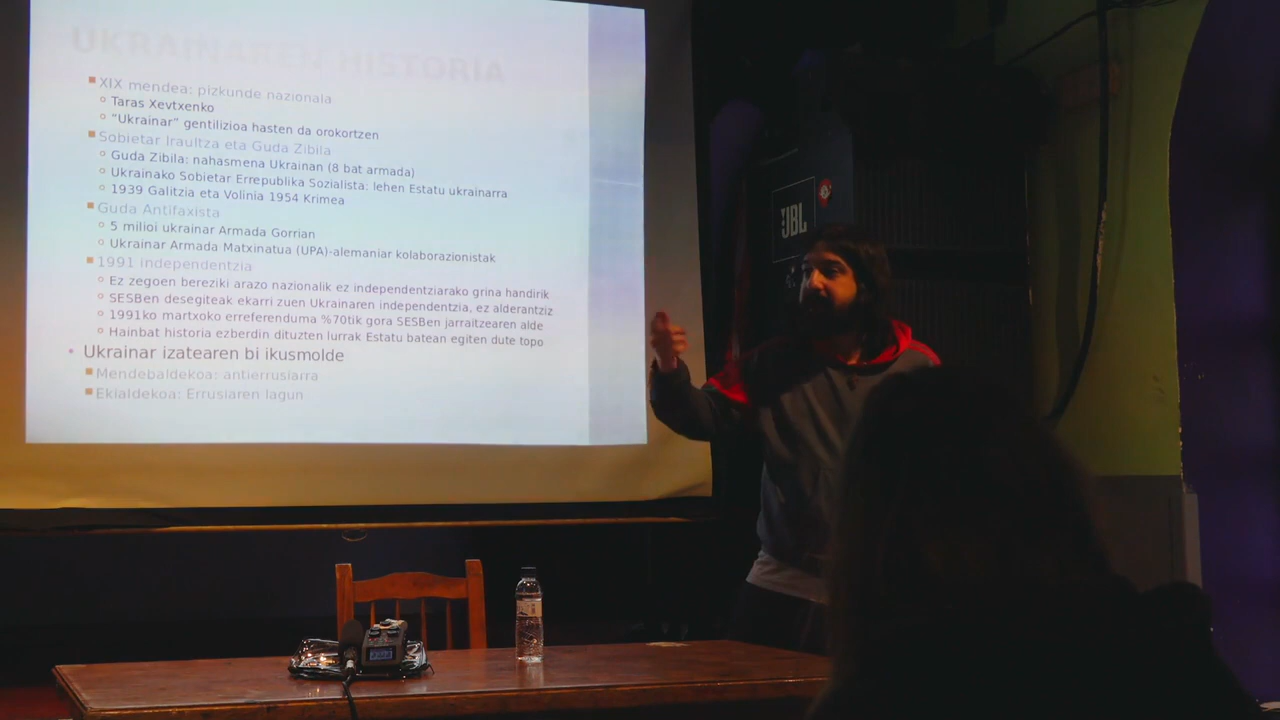 UKRAINAREN HISTORIA
XIX mendea: pizkunde nazionala
Taras Xevtxenko
"Ukrainar" gentilizioa hasten da orokortzen
Sobietar Iraultza eta Guda Zibila
Guda Zibila: nahasmena Ukrainan (8 bat armada)
Ukrainako Sobietar Errepublika Sozialista: lehen Estatu ukrainarra
1939 Galitzia eta Volinia 1954 Krimea
Guda Antifaxista
5 milioi ukrainar Armada Gorrian
Ukrainar Armada Matxinatua (UPA)-alemaniar kolaborazionistak
1991 independentzia
Ez zegoen bereziki arazo nazionalik ez independentziarako grina handirik
SESBen desegiteak ekarri zuen Ukrainaren independentzia, ez alderantziz
1991ko martxoko erreferenduma %70tik gora SESBen jarraitzearen alde
Hainbat historia ezberdin dituzten lurrak Estatu batean egiten dute topo
Ukrainar izatearen bi ikusmolde
Mendebaldekoa: antierrusiarra
Ekialdekoa: Errusiaren lagun
JBL